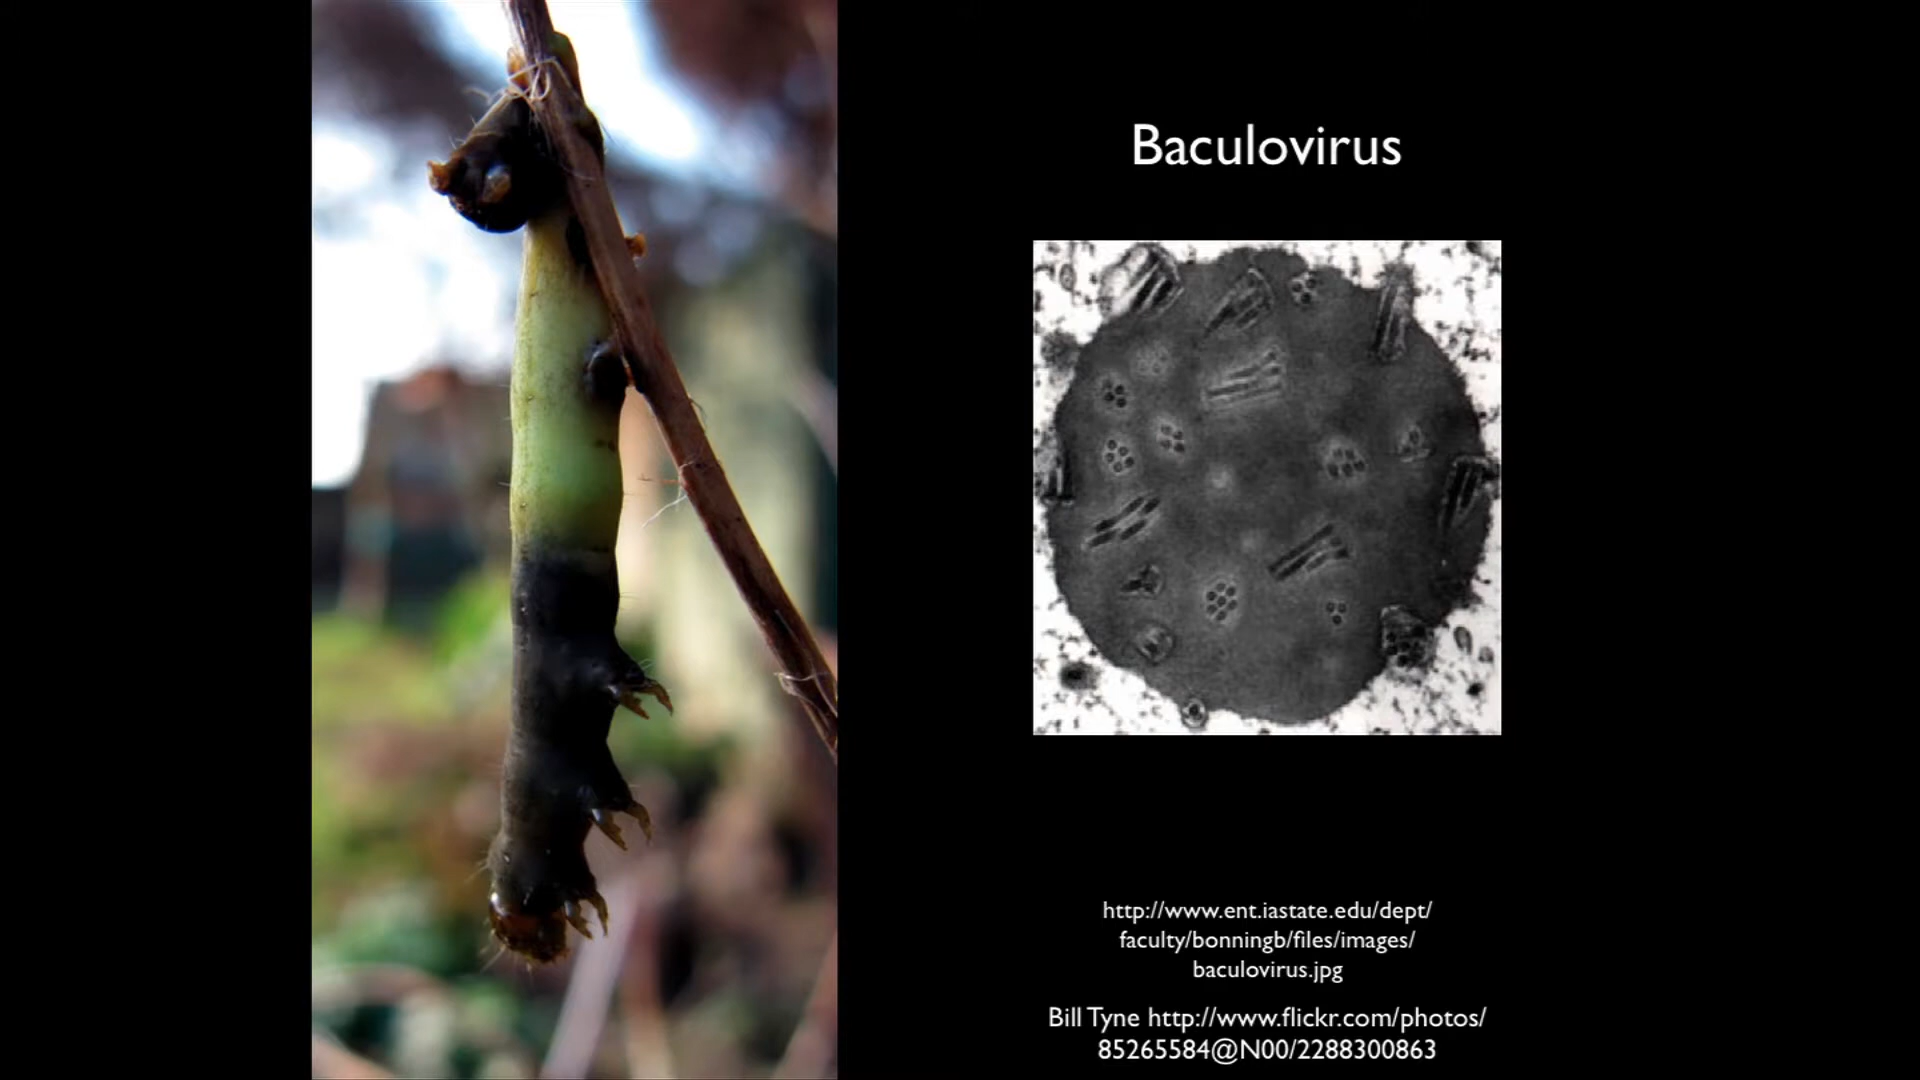 Baculovirus
http://www.ent.iastate.edu/dept/
faculty/bonningb/files/images/
baculovirus.jpg
Bill Tyne http://www.flickr.com/photos/
85265584@N00/2288300863